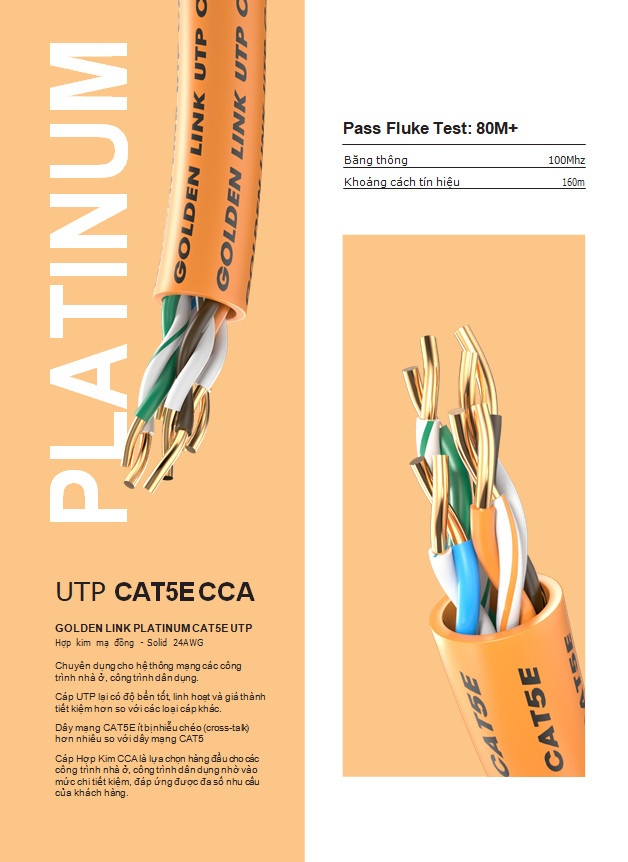 PLATINUM
GOLDEN LINK UTP C
GOLDEN LINK UTP C
Pass Fluke Test: 80M+
Băng thông 100Mhz
Khoảng cách tín hiệu 160m
CAT5E
CAT5E
CAT5E
UTP CAT5E CCA
GOLDEN LINK PLATINUM CAT5E UTP
Hợp kim mạ đồng - Solid 24AWG
Chuyên dụng cho hệ thống mạng các công
trình nhà ở, công trình dân dụng.
Cáp UTP lại có độ bền tốt, linh hoạt và giá thành
tiết kiệm hơn so với các loại cáp khác.
Dây mạng CAT5E ít bị nhiễu chéo (cross-talk)
hơn nhiều so với dây mạng CAT5
Cáp Hợp Kim CCA là lựa chọn hàng đầu cho các
công trình nhà ở, công trình dân dụng nhờ vào
mức chi tiết kiệm, đáp ứng được đa số nhu cầu
của khách hàng.